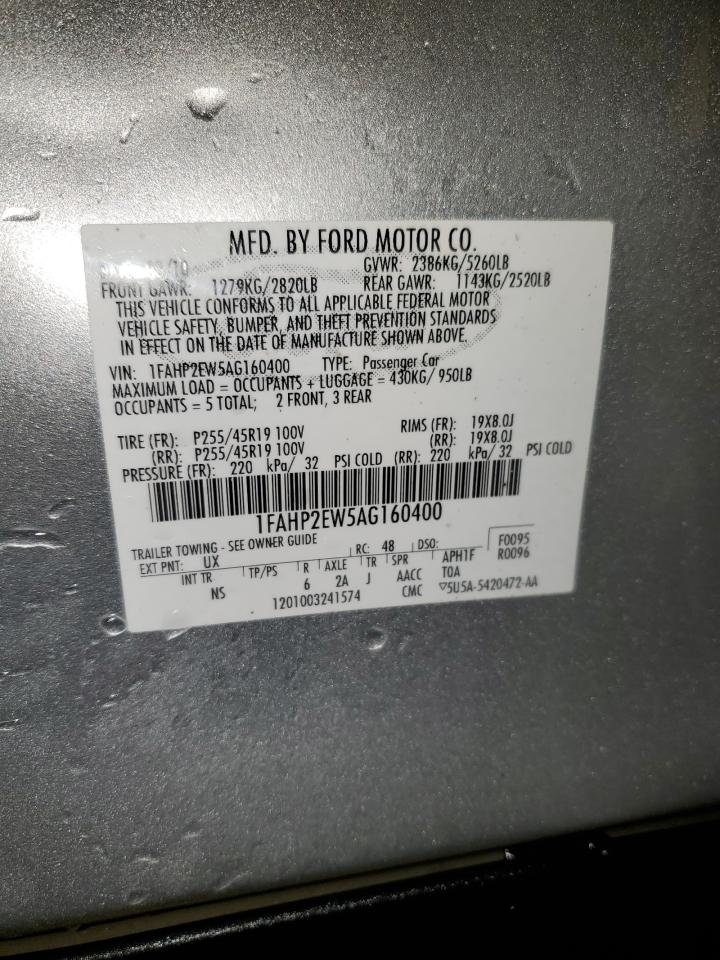 MFD. BY FORD MOTOR CO.
GVWR: 2386KG/5260LB
FRONT GAWR: 1279KG/2820LB REAR GAWR: 1143KG/2520LB
THIS VEHICLE CONFORMS TO ALL APPLICABLE FEDERAL MOTOR
VEHICLE SAFETY, BUMPER, AND THEFT PREVENTION STANDARDS
IN EFFECT ON THE DATE OF MANUFACTURE SHOWN ABOVE.
VIN: 1FAHP2EW5AG160400 TYPE: Passenger Car
MAXIMUM LOAD = OCCUPANTS + LUGGAGE = 430KG/ 950LB
OCCUPANTS = 5 TOTAL; 2 FRONT, 3 REAR
TIRE (FR): P255/45R19 100V RIMS (FR): 19X8.0J
(RR): P255/45R19 100V (RR): 19X8.0J
PRESSURE (FR): 220 kPa/ 32 PSI COLD (RR): 220 kPa/ 32 PSI COLD
1FAHP2EW5AG160400
TRAILER TOWING - SEE OWNER GUIDE F0095
EXT PNT: UX RC: 48 DSO: R0096
INT TR TP/PS R AXLE TR SPR APH1F
NS 6 2A J AACC TOA
1201003241574 CMC ▽5U5A-5420472-AA